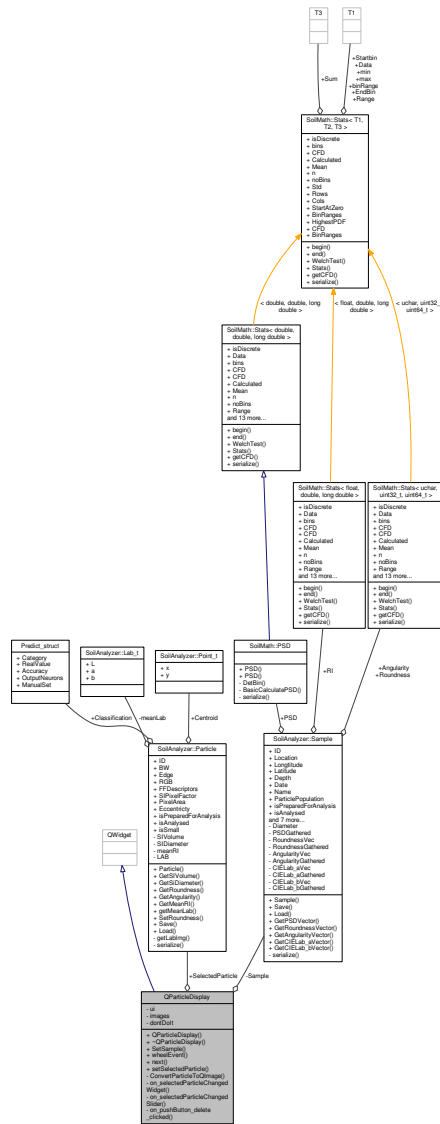 T3
T1
+Sum
+Startbin
+Data
+min
+max
+binRange
+EndBin
+Range
SoilMath::Stats< T1,
T2, T3 >
+ isDiscrete
+ bins
+ CFD
+ Calculated
+ Mean
+ n
+ noBins
+ Std
+ Rows
+ Cols
+ StartAtZero
+ BinRanges
+ HighestPDF
+ CFD
+ BinRanges
+ begin()
+ end()
+ WelchTest()
+ Stats()
+ getCFD()
+ serialize()
< double, double, long
double >
< float, double, long
double >
< uchar, uint32_t,
uint64_t >
SoilMath::Stats< double,
double, long double >
+ isDiscrete
+ Data
+ bins
+ CFD
+ CFD
+ Calculated
+ Mean
+ n
+ noBins
+ Range
and 13 more...
+ begin()
+ end()
+ WelchTest()
+ Stats()
+ getCFD()
+ serialize()
SoilMath::Stats< float,
double, long double >
+ isDiscrete
+ Data
+ bins
+ CFD
+ CFD
+ Calculated
+ Mean
+ n
+ noBins
+ Range
and 13 more...
+ begin()
+ end()
+ WelchTest()
+ Stats()
+ getCFD()
+ serialize()
SoilMath::Stats< uchar,
uint32_t, uint64_t >
+ isDiscrete
+ Data
+ bins
+ CFD
+ CFD
+ Calculated
+ Mean
+ n
+ noBins
+ Range
and 13 more...
+ begin()
+ end()
+ WelchTest()
+ Stats()
+ getCFD()
+ serialize()
Predict_struct
+ Category
+ RealValue
+ Accuracy
+ OutputNeurons
+ ManualSet
SoilAnalyzer::Lab_t
+ L
+ a
+ b
SoilAnalyzer::Point_t
+ x
+ y
SoilMath::PSD
+ PSD()
+ PSD()
- DetBin()
- BasicCalculatePSD()
- serialize()
+Classification
-meanLab
+Centroid
+PSD
+RI
+Angularity
+Roundness
SoilAnalyzer::Particle
+ ID
+ BW
+ Edge
+ RGB
+ FFDescriptors
+ SIPixelFactor
+ PixelArea
+ Eccentricty
+ isPreparedForAnalysis
+ isAnalysed
+ isSmall
- SIVolume
- SIDiameter
- meanRI
- LAB
+ Particle()
+ GetSIVolume()
+ GetSiDiameter()
+ GetRoundness()
+ GetAngularity()
+ GetMeanRI()
+ getMeanLab()
+ SetRoundness()
+ Save()
+ Load()
- getLabImg()
- serialize()
SoilAnalyzer::Sample
+ ID
+ Location
+ Longtitude
+ Latitude
+ Depth
+ Date
+ Name
+ ParticlePopulation
+ isPreparedForAnalysis
+ isAnalysed
and 7 more...
- Diameter
- PSDGathered
- RoundnessVec
- RoundnessGathered
- AngularityVec
- AngularityGathered
- CIELab_aVec
- CIELab_aGathered
- CIELab_bVec
- CIELab_bGathered
+ Sample()
+ Save()
+ Load()
+ GetPSDVector()
+ GetRoundnessVector()
+ GetAngularityVector()
+ GetCIELab_aVector()
+ GetCIELab_bVector()
- serialize()
QWidget
+SelectedParticle
-Sample
QParticleDisplay
- ui
- images
- dontDoIt
+ QParticleDisplay()
+ ~QParticleDisplay()
+ SetSample()
+ wheelEvent()
+ next()
+ setSelectedParticle()
- ConvertParticleToQImage()
- on_selectedParticleChanged
Widget()
- on_selectedParticleChanged
Slider()
- on_pushButton_delete
_clicked()